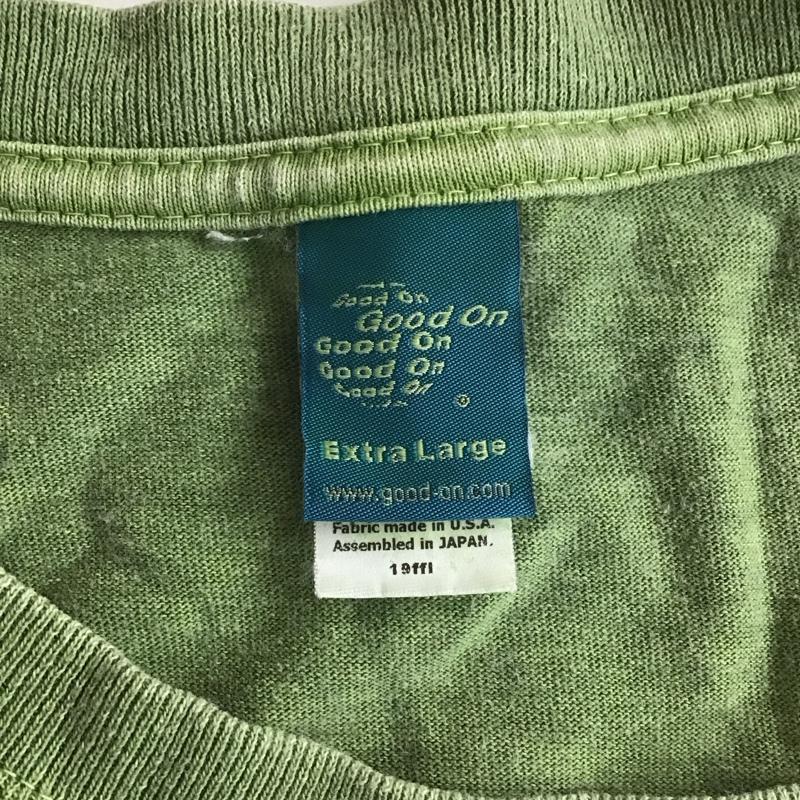 Good On
Good On
Good On
Good On
Good On
®
Extra Large
www.good-on.com
Fabric made in U.S.A.
Assembled in JAPAN.
19ffl